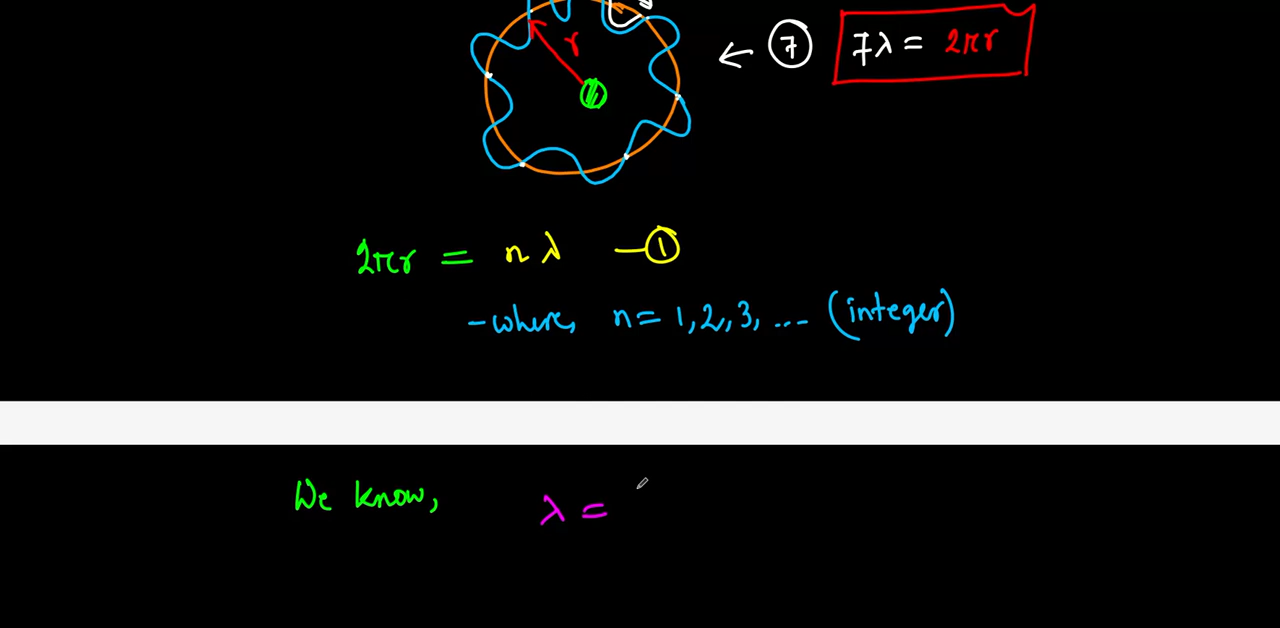 r
← ⑦ 7λ = 2πr
2πr = nλ —①
- where, n = 1, 2, 3, .... (integer)
We know, λ =